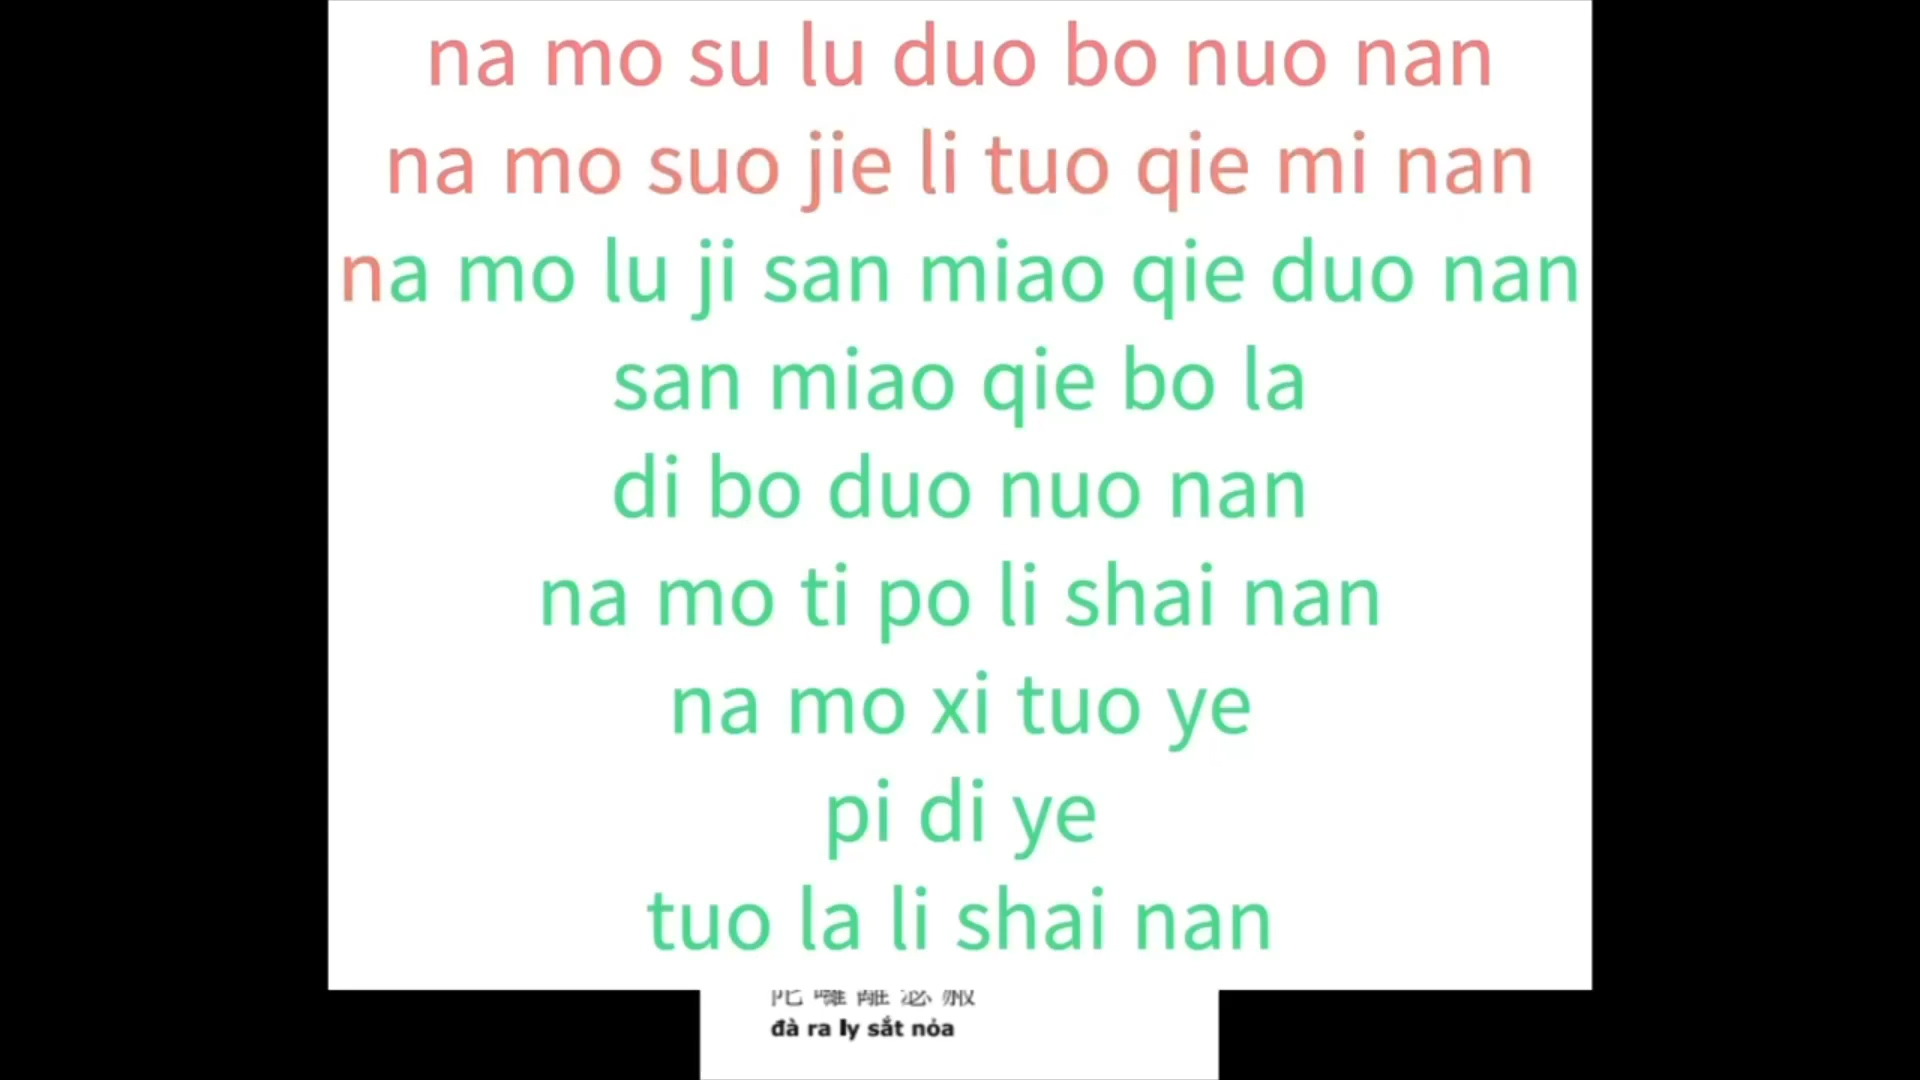 na mo su lu duo bo nuo nan
na mo suo jie li tuo qie mi nan
na mo lu ji san miao qie duo nan
san miao qie bo la
di bo duo nuo nan
na mo ti po li shai nan
na mo xi tuo ye
pi di ye
tuo la li shai nan
đà ra ly sắt nỏa